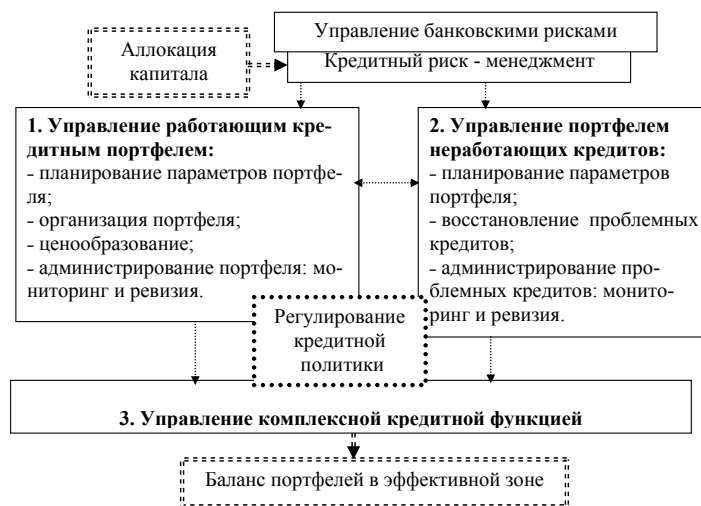 Управление банковскими рисками
Аллокация
капитала
Кредитный риск - менеджмент
1. Управление работающим кре-
дитным портфелем:
- планирование параметров портфе-
ля;
- организация портфеля;
- ценообразование;
- администрирование портфеля: мо-
ниторинг и ревизия.
2. Управление портфелем
неработающих кредитов:
- планирование параметров
портфеля;
- восстановление проблемных
кредитов;
- администрирование про-
блемных кредитов: монито-
ринг и ревизия.
Регулирование
кредитной
политики
3. Управление комплексной кредитной функцией
Баланс портфелей в эффективной зоне